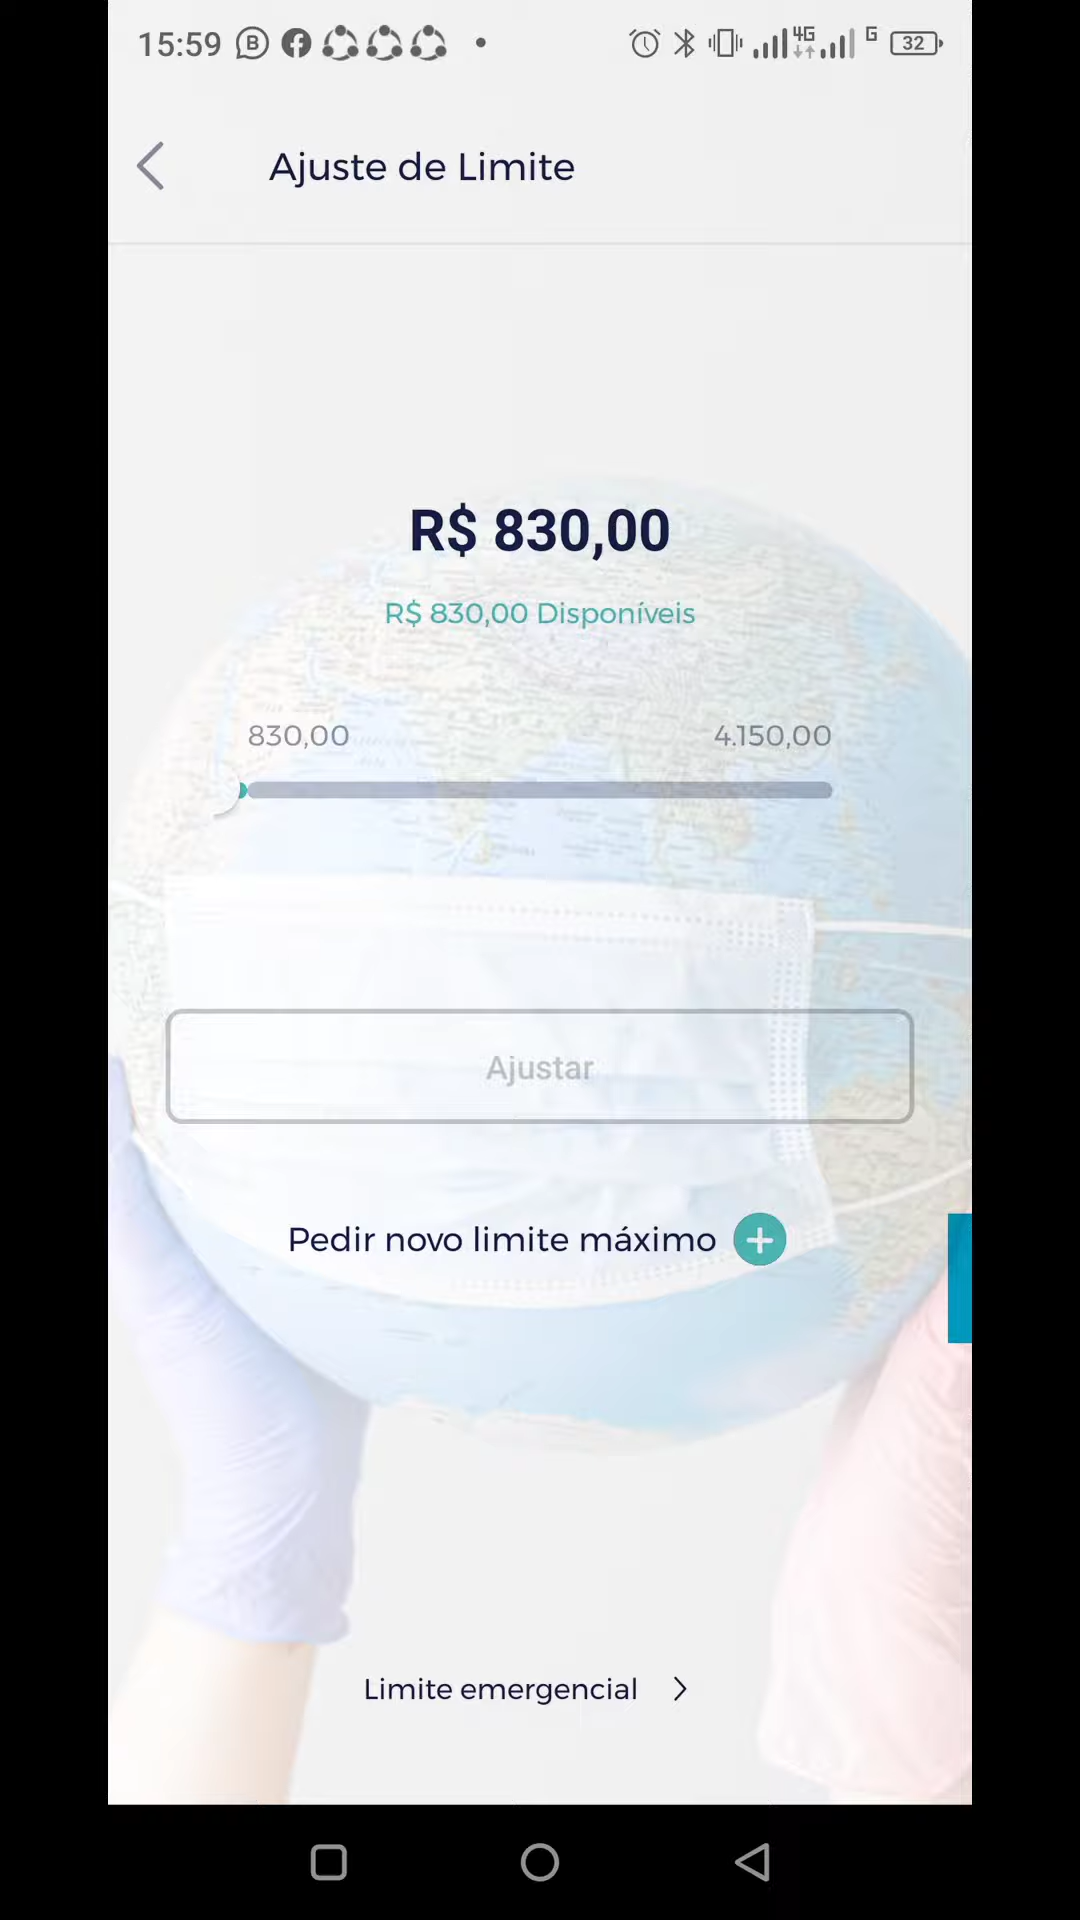 15:59 4G G 32
Ajuste de Limite
R$ 830,00
R$ 830,00 Disponíveis
830,00 4.150,00
Ajustar
Pedir novo limite máximo
Limite emergencial